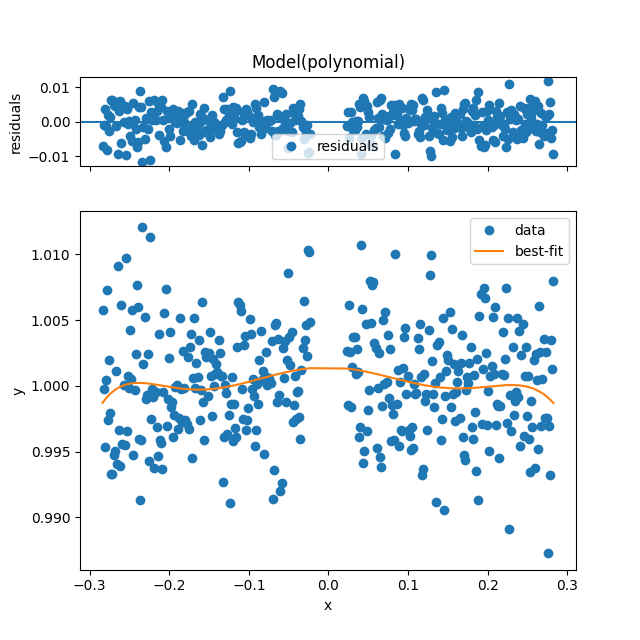 Model(polynomial)
residuals
0.01
0.00
−0.01
residuals
y
1.010
1.005
1.000
0.995
0.990
data
best-fit
−0.3
−0.2
−0.1
0.0
0.1
0.2
0.3
x